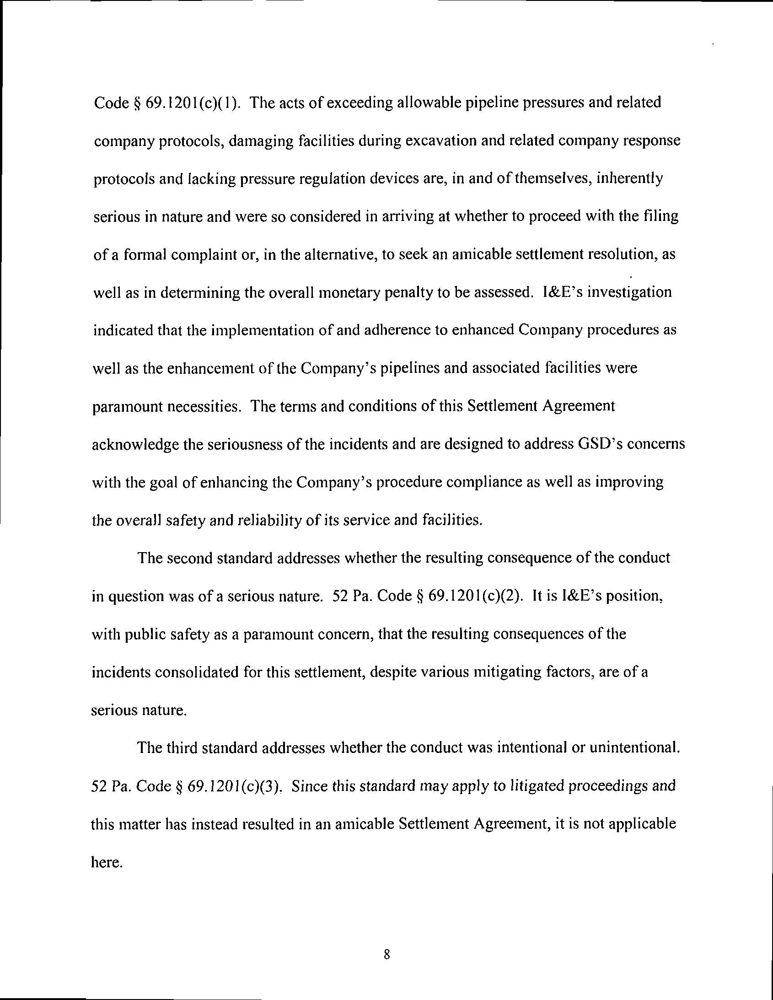 Code § 69.1201(c)(1). The acts of exceeding allowable pipeline pressures and related
company protocols, damaging facilities during excavation and related company response
protocols and lacking pressure regulation devices are, in and of themselves, inherently
serious in nature and were so considered in arriving at whether to proceed with the filing
of a formal complaint or, in the alternative, to seek an amicable settlement resolution, as
well as in determining the overall monetary penalty to be assessed. I&E's investigation
indicated that the implementation of and adherence to enhanced Company procedures as
well as the enhancement of the Company's pipelines and associated facilities were
paramount necessities. The terms and conditions of this Settlement Agreement
acknowledge the seriousness of the incidents and are designed to address GSD's concerns
with the goal of enhancing the Company's procedure compliance as well as improving
the overall safety and reliability of its service and facilities.
The second standard addresses whether the resulting consequence of the conduct
in question was of a serious nature. 52 Pa. Code § 69.1201(c)(2). It is I&E's position,
with public safety as a paramount concern, that the resulting consequences of the
incidents consolidated for this settlement, despite various mitigating factors, are of a
serious nature.
The third standard addresses whether the conduct was intentional or unintentional.
52 Pa. Code § 69.1201(c)(3). Since this standard may apply to litigated proceedings and
this matter has instead resulted in an amicable Settlement Agreement, it is not applicable
here.
8